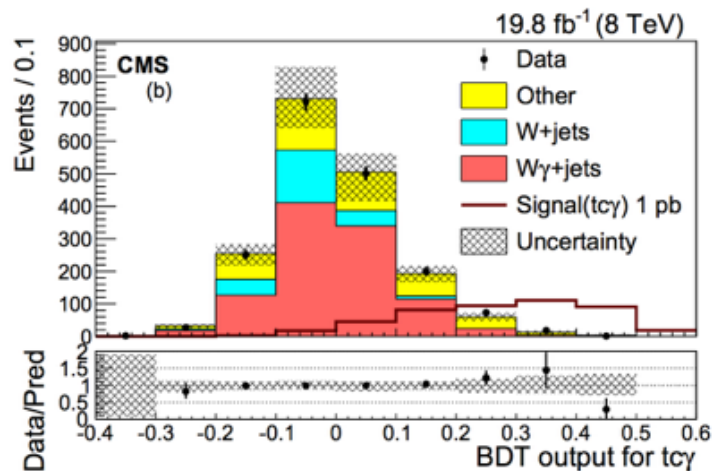 19.8 fb⁻¹ (8 TeV)
Events / 0.1
900
800
700
600
500
400
300
200
100
0
CMS
(b)
Data
Other
W+jets
Wγ+jets
Signal(tcγ) 1 pb
Uncertainty
Data/Pred
2
1.5
1
0.5
0
-0.4 -0.3 -0.2 -0.1 0 0.1 0.2 0.3 0.4 0.5 0.6
BDT output for tcγ